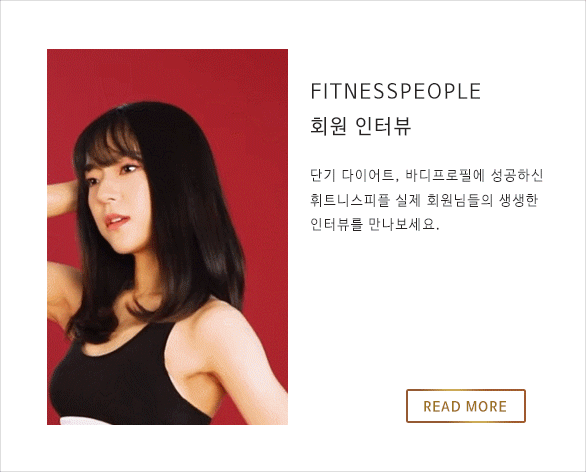 FITNESSPEOPLE
회원 인터뷰
단기 다이어트, 바디프로필에 성공하신
휘트니스피플 실제 회원님들의 생생한
인터뷰를 만나보세요.
READ MORE